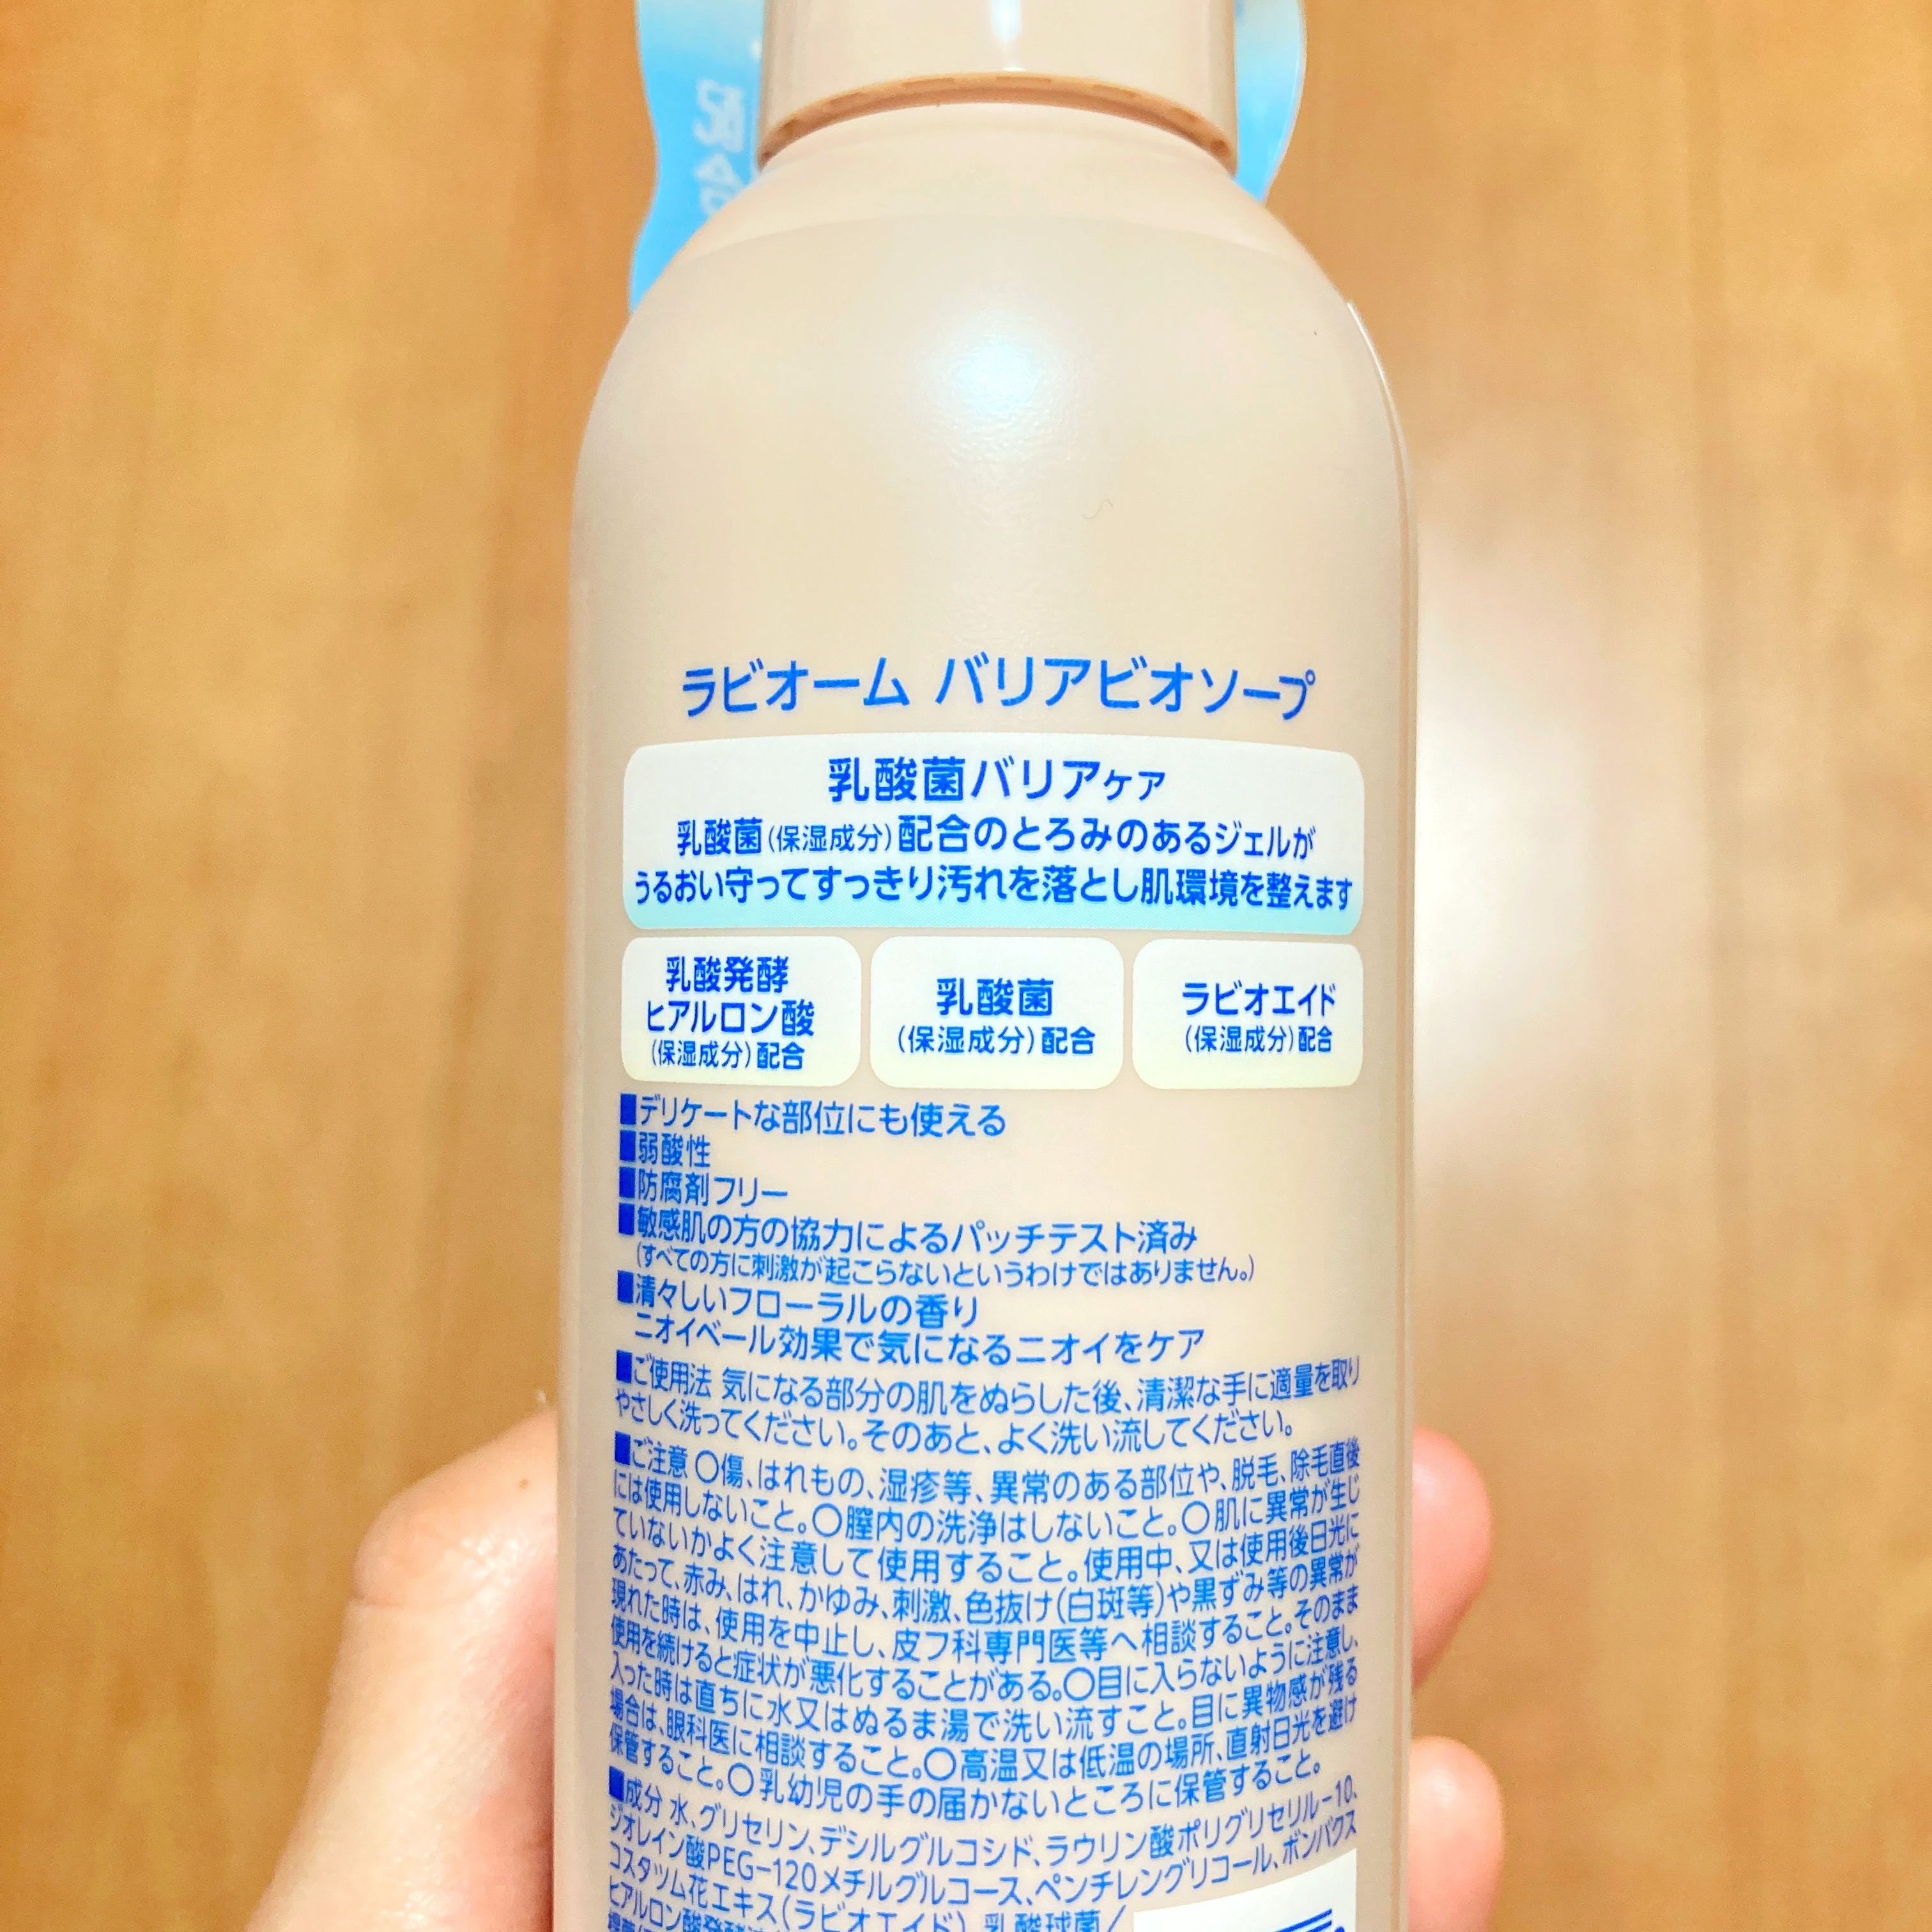 配合
ラビオーム バリアビオソープ
乳酸菌バリアケア
乳酸菌(保湿成分)配合のとろみのあるジェルが
うるおい守ってすっきり汚れを落とし肌環境を整えます
乳酸発酵
ヒアルロン酸
(保湿成分)配合
乳酸菌
(保湿成分)配合
ラビオエイド
(保湿成分)配合
■デリケートな部位にも使える
■弱酸性
■防腐剤フリー
■敏感肌の方の協力によるパッチテスト済み
(すべての方に刺激が起こらないというわけではありません。)
■清々しいフローラルの香り
ニオイベール効果で気になるニオイをケア
■ご使用法 気になる部分の肌をぬらした後、清潔な手に適量を取り
やさしく洗ってください。そのあと、よく洗い流してください。
■ご注意 〇傷、はれもの、湿疹等、異常のある部位や、脱毛、除毛直後
には使用しないこと。〇膣内の洗浄はしないこと。〇肌に異常が生じ
ていないかよく注意して使用すること。使用中、又は使用後日光に
あたって、赤み、はれ、かゆみ、刺激、色抜け(白斑等)や黒ずみ等の異常が
現れた時は、使用を中止し、皮フ科専門医等へ相談すること。そのまま
使用を続けると症状が悪化することがある。〇目に入らないように注意し、
入った時は直ちに水又はぬるま湯で洗い流すこと。目に異物感が残る
場合は、眼科医に相談すること。〇高温又は低温の場所、直射日光を避け
保管すること。〇乳幼児の手の届かないところに保管すること。
■成分 水、グリセリン、デシルグルコシド、ラウリン酸ポリグリセリル-10、
ジオレイン酸PEG-120メチルグルコース、ペンチレングリコール、ボンバクス
コスタツム花エキス(ラビオエイド)、乳酸球菌/
ヒアルロン酸発酵